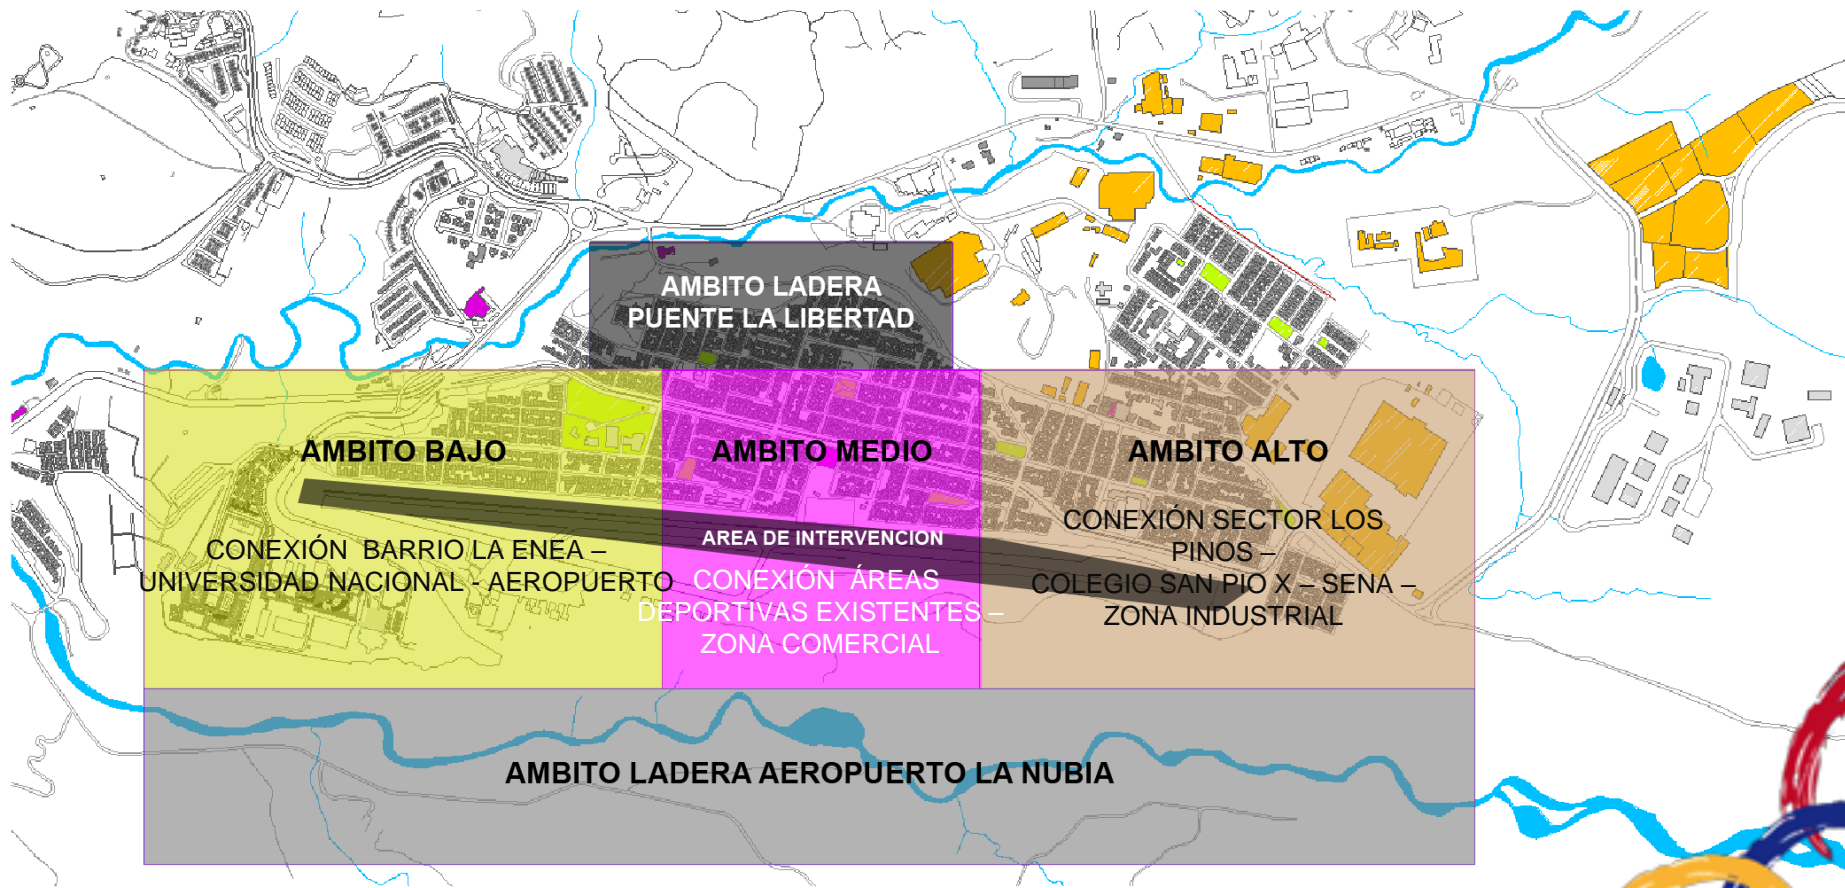 AMBITO LADERA
PUENTE LA LIBERTAD
AMBITO BAJO
CONEXIÓN BARRIO LA ENEA –
UNIVERSIDAD NACIONAL - AEROPUERTO
AMBITO MEDIO
AREA DE INTERVENCION
CONEXIÓN ÁREAS
DEPORTIVAS EXISTENTES –
ZONA COMERCIAL
AMBITO ALTO
CONEXIÓN SECTOR LOS
PINOS –
COLEGIO SAN PIO X – SENA –
ZONA INDUSTRIAL
AMBITO LADERA AEROPUERTO LA NUBIA